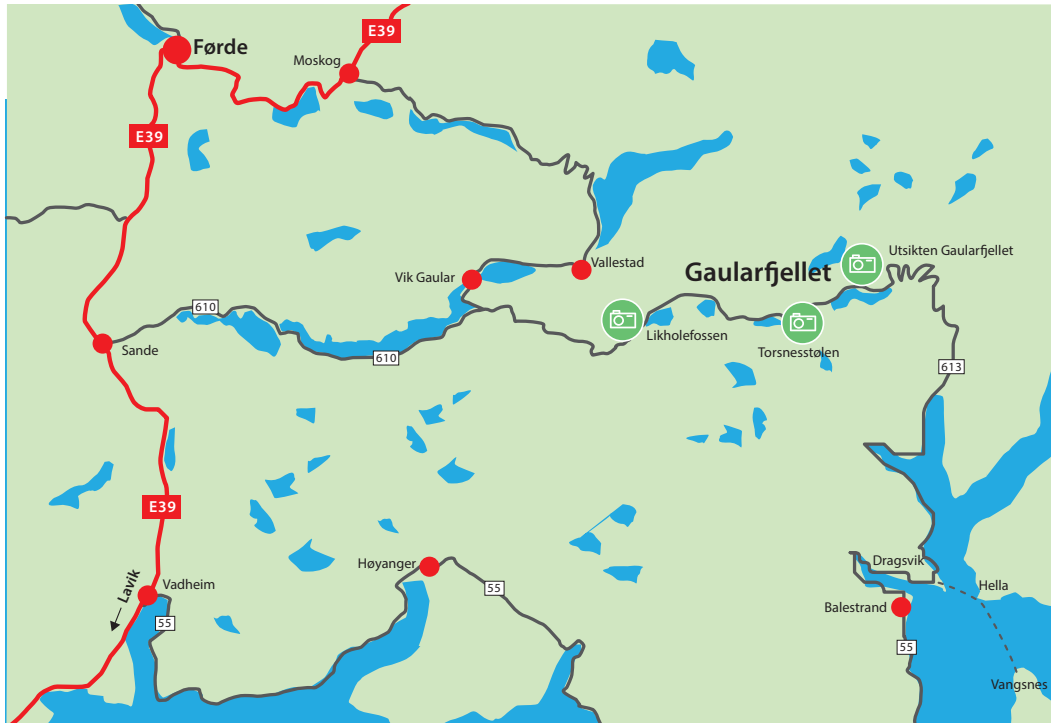 E39
Førde
Moskog
E39
Utsikten Gaularfjellet
Vallestad
Gaularfjellet
Vik Gaular
610
Likholefossen
Sande
Torsnesstølen
610
613
E39
Høyanger
Dragsvik
Vadheim
Lavik
55
Hella
Balestrand
55
55
Vangsnes